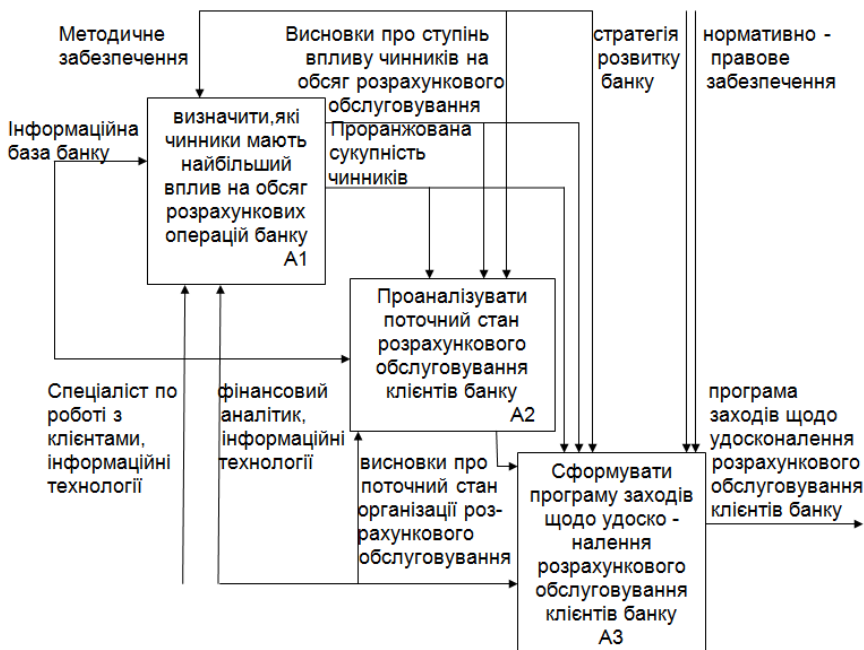 Методичне
забезпечення
Висновки про ступінь
впливу чинників на
обсяг розрахункового
обслуговування
стратегія
розвитку
банку
нормативно -
правове
забезпечення
Інформаційна
база банку
визначити,які
чинники мають
найбільший
вплив на обсяг
розрахункових
операцій банку
А1
Проранжована
сукупність
чинників
Проаналізувати
поточний стан
розрахункового
обслуговування
клієнтів банку
А2
Спеціаліст по
роботі з
клієнтами,
інформаційні
технології
фінансовий
аналітик,
інформаційні
технології
висновки про
поточний стан
організації роз-
рахункового
обслуговування
Сформувати
програму заходів
щодо удоско -
налення
розрахункового
обслуговування
клієнтів банку
А3
програма
заходів щодо
удосконалення
розрахункового
обслуговування
клієнтів банку